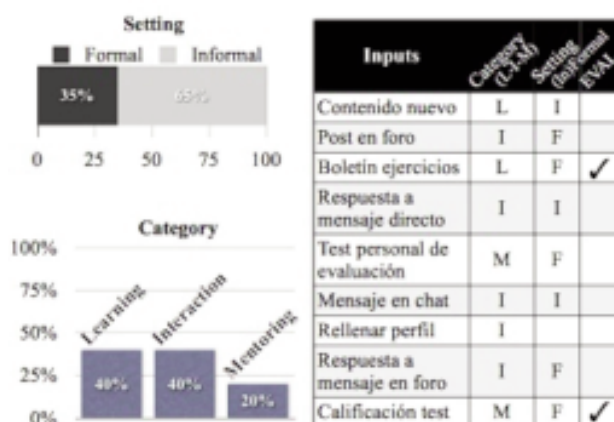 Setting
Formal Informal
35% 65%
0 25 50 75 100
Category
100%
75%
50%
25%
0%
Learning
Interaction
Mentoring
40% 40% 20%
Inputs Category (L-I-M) Setting (In)Formal EVAL
Contenido nuevo L I
Post en foro I F
Boletín ejercicios L F ✓
Respuesta a
mensaje directo I I
Test personal de
evaluación M F
Mensaje en chat I I
Rellenar perfil I
Respuesta a
mensaje en foro I F
Calificación test M F ✓